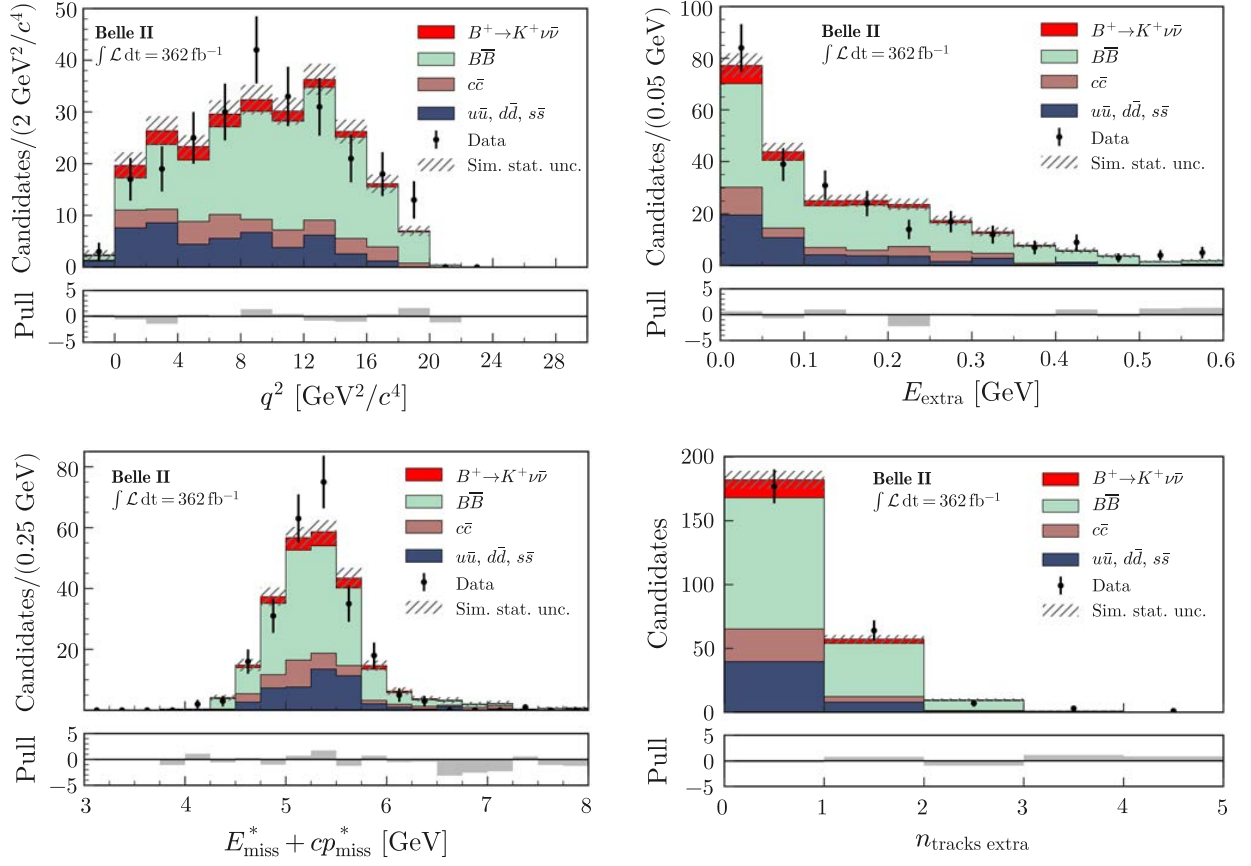 Candidates/(2 GeV²/c⁴)
50
40
30
20
10
0
Belle II
∫ ℒ dt = 362 fb⁻¹
B⁺→K⁺νν̄
BB̄
cc̄
uū, dd̄, ss̄
Data
Sim. stat. unc.
Pull
5
0
−5
0 4 8 12 16 20 24 28
q² [GeV²/c⁴]
Candidates/(0.05 GeV)
100
80
60
40
20
0
Belle II
∫ ℒ dt = 362 fb⁻¹
B⁺→K⁺νν̄
BB̄
cc̄
uū, dd̄, ss̄
Data
Sim. stat. unc.
Pull
5
0
−5
0.0 0.1 0.2 0.3 0.4 0.5 0.6
E_extra [GeV]
Candidates/(0.25 GeV)
80
60
40
20
Belle II
∫ ℒ dt = 362 fb⁻¹
B⁺→K⁺νν̄
BB̄
cc̄
uū, dd̄, ss̄
Data
Sim. stat. unc.
Pull
5
0
−5
3 4 5 6 7 8
E*_miss + cp*_miss [GeV]
Candidates
200
150
100
50
0
Belle II
∫ ℒ dt = 362 fb⁻¹
B⁺→K⁺νν̄
BB̄
cc̄
uū, dd̄, ss̄
Data
Sim. stat. unc.
Pull
5
0
−5
0 1 2 3 4 5
n_tracks extra